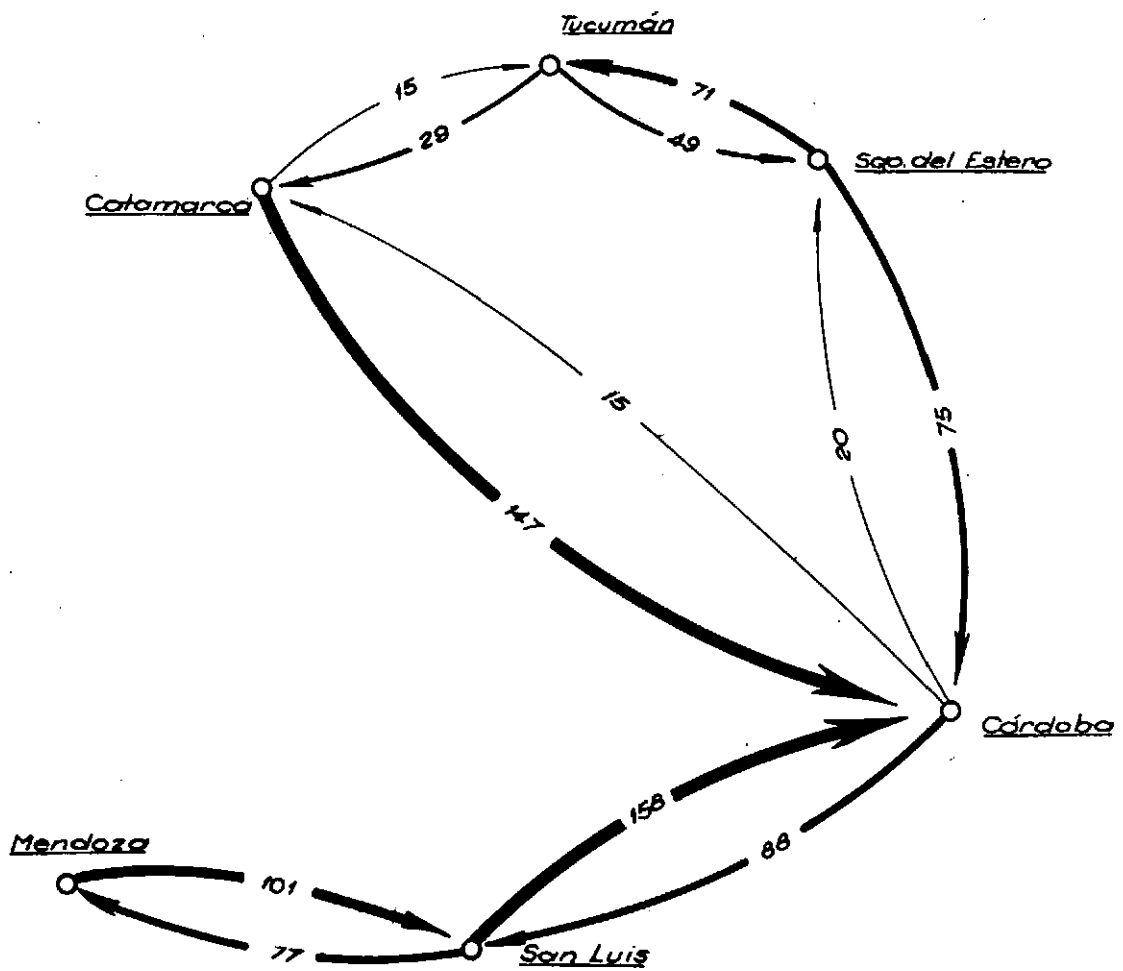 Tucumán
15
71
29
49
Sgo. del Estero
Catamarca
15
75
20
147
Córdoba
158
88
Mendoza
101
77
San Luis